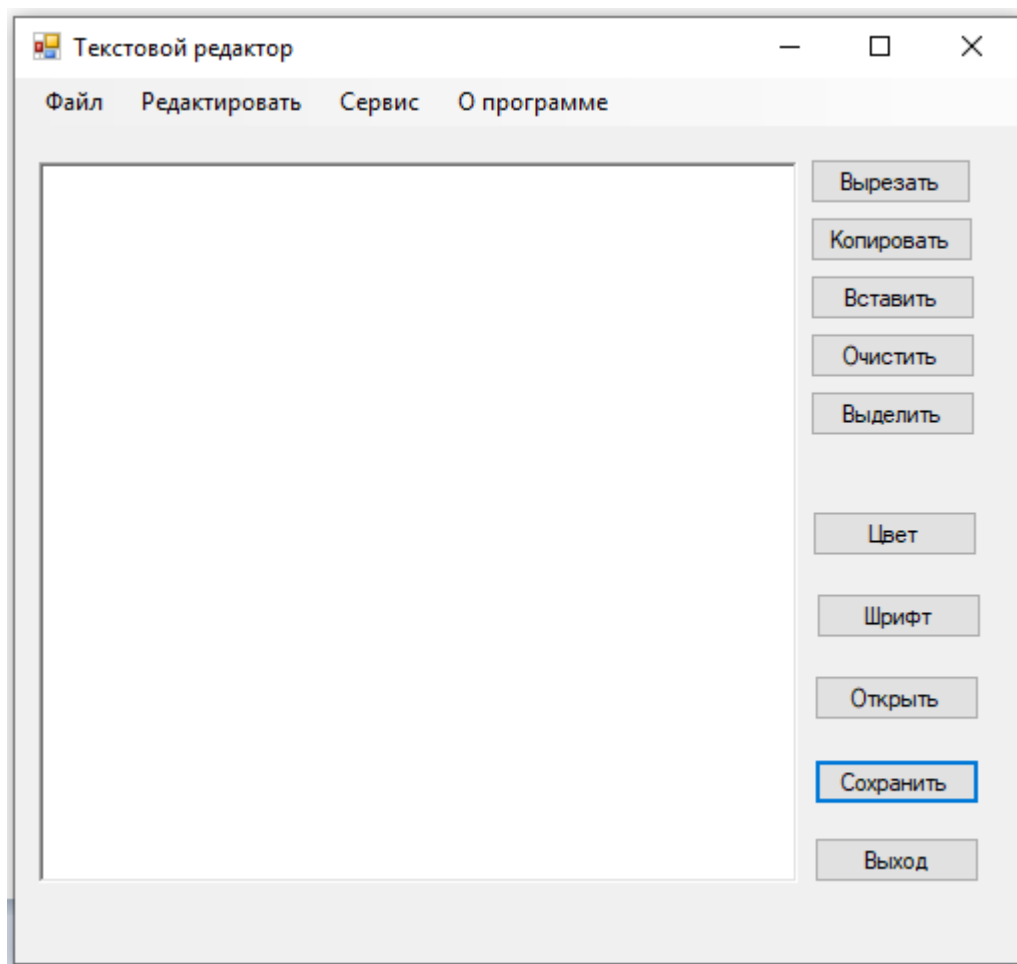 Текстовой редактор
Файл Редактировать Сервис О программе
Вырезать
Копировать
Вставить
Очистить
Выделить
Цвет
Шрифт
Открыть
Сохранить
Выход